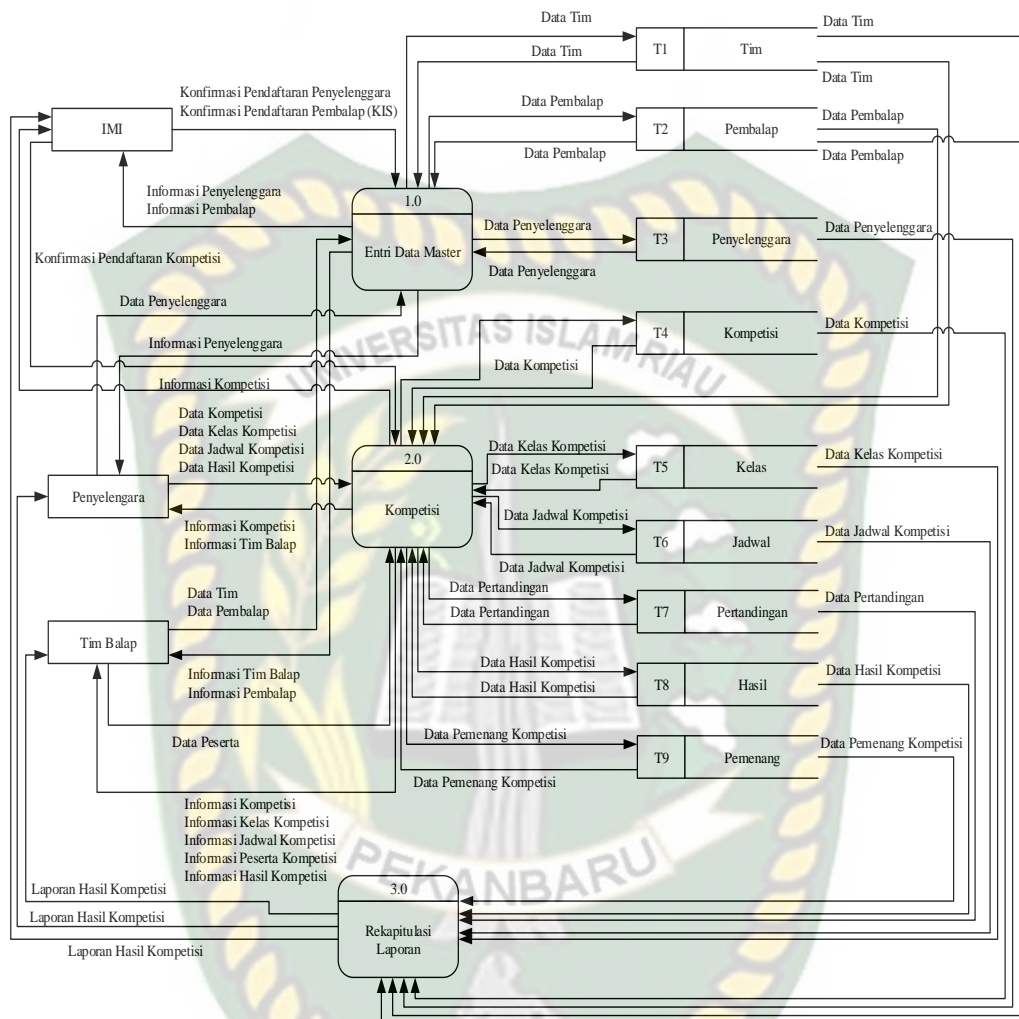 Data Tim
Data Tim
Data Tim
T1
Tim
Data Tim
Konfirmasi Pendaftaran Penyelenggara
Konfirmasi Pendaftaran Pembalap (KIS)
Data Pembalap
Data Pembalap
IMI
T2
Pembalap
Data Pembalap
Data Pembalap
Informasi Penyelenggara
Informasi Pembalap
1.0
Entri Data Master
Data Penyelenggara
T3
Penyelenggara
Data Penyelenggara
Data Penyelenggara
Konfirmasi Pendaftaran Kompetisi
Data Penyelenggara
Informasi Penyelenggara
UNIVERSITAS ISLAM RIAU
T4
Kompetisi
Data Kompetisi
Data Kompetisi
Informasi Kompetisi
Data Kompetisi
Data Kelas Kompetisi
Data Jadwal Kompetisi
Data Hasil Kompetisi
2.0
Kompetisi
Data Kelas Kompetisi
Data Kelas Kompetisi
T5
Kelas
Data Kelas Kompetisi
Penyelengara
Informasi Kompetisi
Informasi Tim Balap
Data Jadwal Kompetisi
T6
Jadwal
Data Jadwal Kompetisi
Data Jadwal Kompetisi
Data Tim
Data Pembalap
Data Pertandingan
Data Pertandingan
T7
Pertandingan
Data Pertandingan
Tim Balap
Informasi Tim Balap
Informasi Pembalap
Data Hasil Kompetisi
Data Hasil Kompetisi
T8
Hasil
Data Hasil Kompetisi
Data Peserta
Data Pemenang Kompetisi
T9
Pemenang
Data Pemenang Kompetisi
Data Pemenang Kompetisi
Informasi Kompetisi
Informasi Kelas Kompetisi
Informasi Jadwal Kompetisi
Informasi Peserta Kompetisi
Informasi Hasil Kompetisi
PEKANBARU
Laporan Hasil Kompetisi
Laporan Hasil Kompetisi
Laporan Hasil Kompetisi
3.0
Rekapitulasi
Laporan